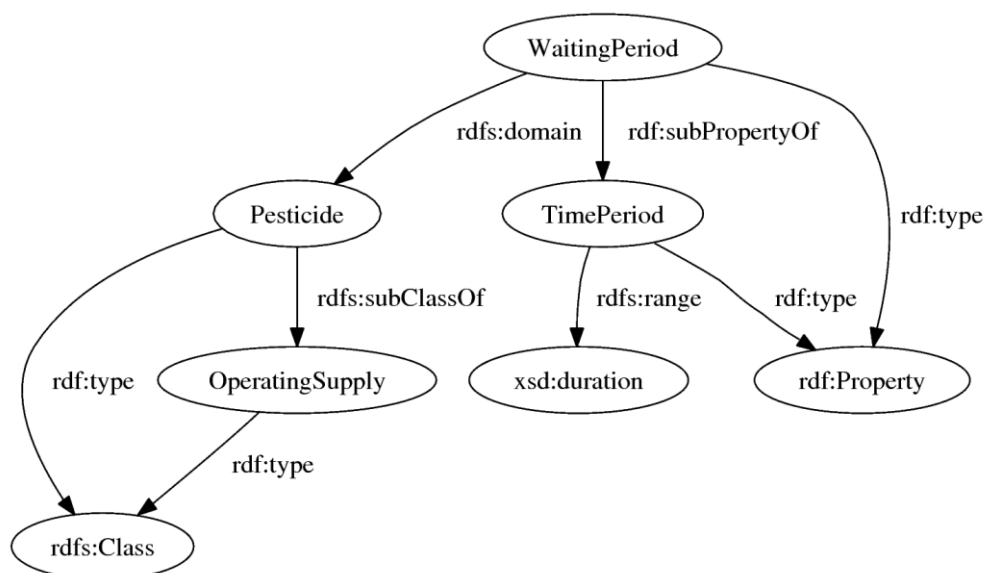 WaitingPeriod
rdfs:domain
rdf:subPropertyOf
Pesticide
TimePeriod
rdf:type
rdfs:subClassOf
rdfs:range
rdf:type
rdf:type
OperatingSupply
xsd:duration
rdf:Property
rdf:type
rdfs:Class